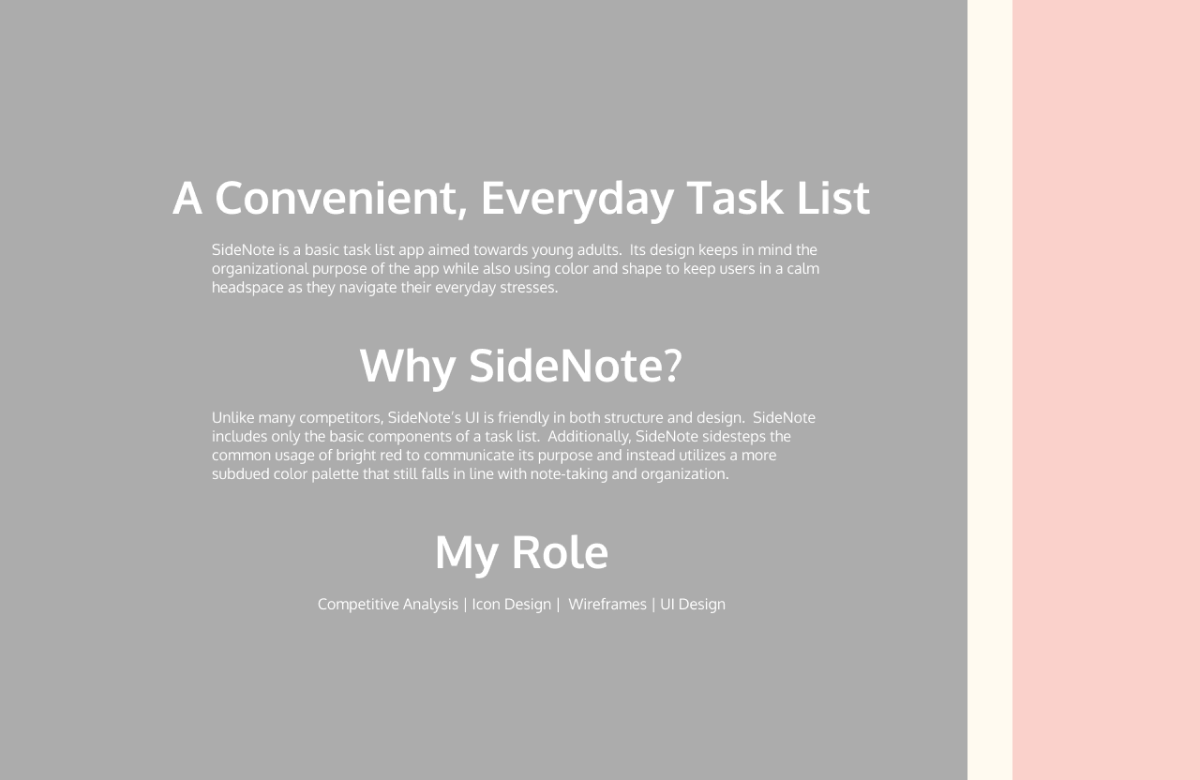 A Convenient, Everyday Task List
SideNote is a basic task list app aimed towards young adults.  Its design keeps in mind the
organizational purpose of the app while also using color and shape to keep users in a calm
headspace as they navigate their everyday stresses.
Why SideNote?
Unlike many competitors, SideNote's UI is friendly in both structure and design.  SideNote
includes only the basic components of a task list.  Additionally, SideNote sidesteps the
common usage of bright red to communicate its purpose and instead utilizes a more
subdued color palette that still falls in line with note-taking and organization.
My Role
Competitive Analysis | Icon Design |  Wireframes | UI Design